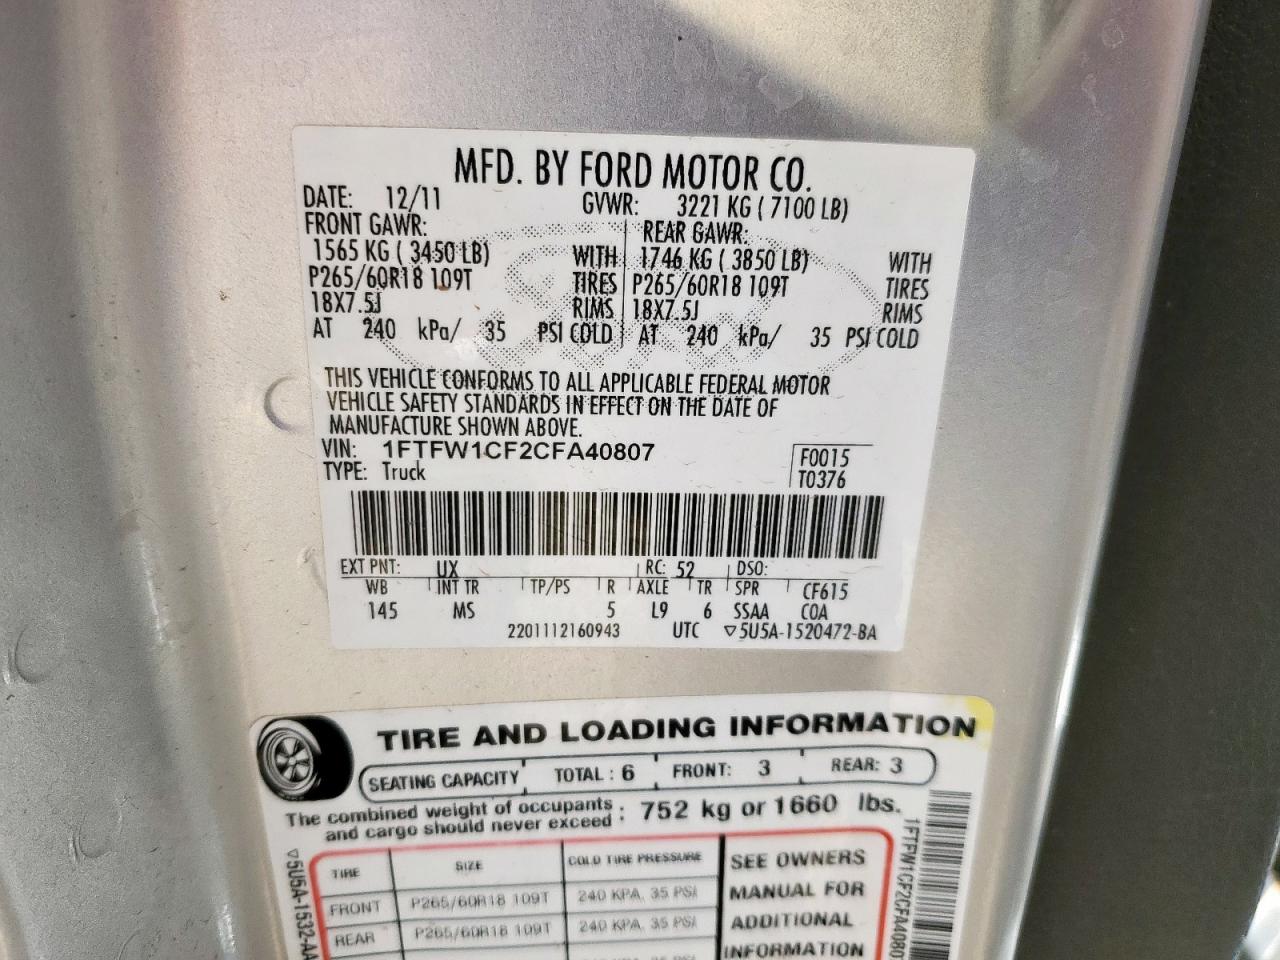 MFD. BY FORD MOTOR CO.
DATE: 12/11 GVWR: 3221 KG ( 7100 LB)
FRONT GAWR: REAR GAWR:
1565 KG ( 3450 LB) WITH 1746 KG ( 3850 LB) WITH
P265/60R18 109T TIRES P265/60R18 109T TIRES
18X7.5J RIMS 18X7.5J RIMS
AT 240 kPa/ 35 PSI COLD AT 240 kPa/ 35 PSI COLD
THIS VEHICLE CONFORMS TO ALL APPLICABLE FEDERAL MOTOR
VEHICLE SAFETY STANDARDS IN EFFECT ON THE DATE OF
MANUFACTURE SHOWN ABOVE.
VIN: 1FTFW1CF2CFA40807 F0015
TYPE: Truck T0376
EXT PNT: UX RC: 52 DSO:
WB INT TR TP/PS R AXLE TR SPR CF615
145 MS 5 L9 6 SSAA COA
2201112160943 UTC ▽5U5A-1520472-BA
TIRE AND LOADING INFORMATION
SEATING CAPACITY TOTAL : 6 FRONT: 3 REAR: 3
The combined weight of occupants : 752 kg or 1660 lbs.
and cargo should never exceed
TIRE SIZE COLD TIRE PRESSURE
FRONT P265/60R18 109T 240 KPA, 35 PSI
REAR P265/60R18 109T 240 KPA, 35 PSI
SEE OWNERS
MANUAL FOR
ADDITIONAL
INFORMATION
▽5U5A-1532-AA
1FTFW1CF2CFA40807